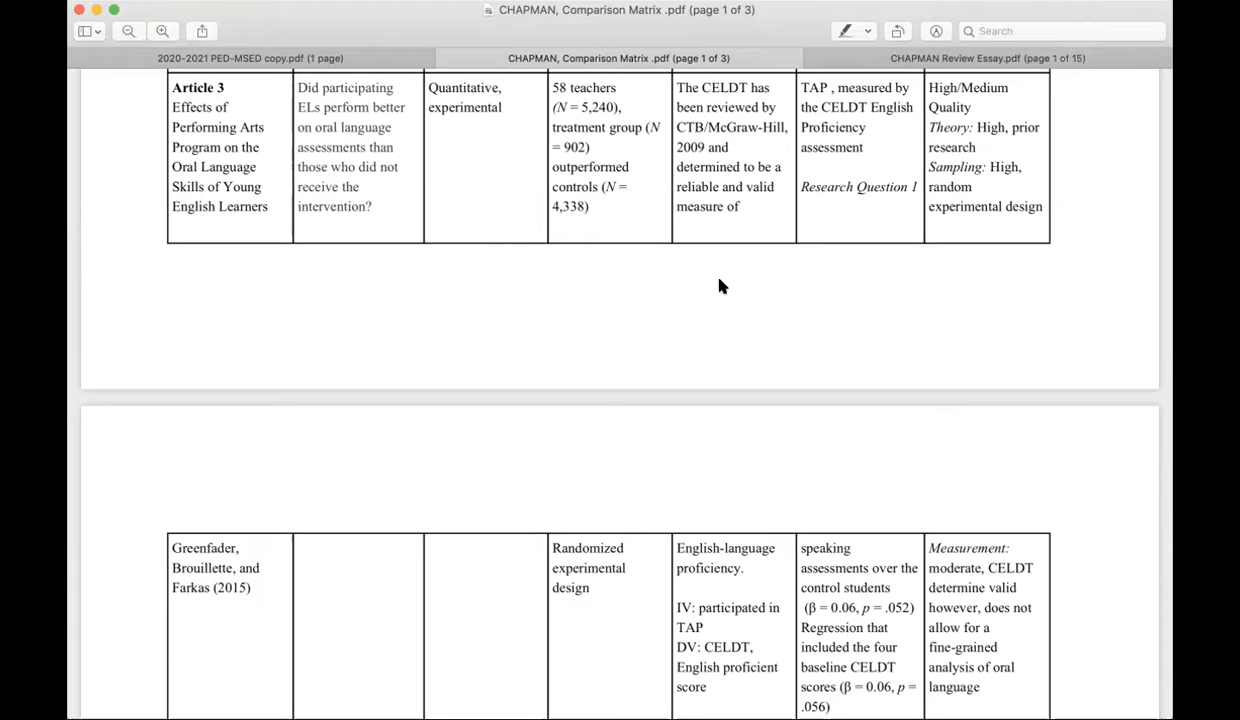 CHAPMAN, Comparison Matrix .pdf (page 1 of 3)
Search
2020-2021 PED-MSED copy.pdf (1 page)
CHAPMAN, Comparison Matrix .pdf (page 1 of 3)
CHAPMAN Review Essay.pdf (page 1 of 15)
Article 3
Effects of
Performing Arts
Program on the
Oral Language
Skills of Young
English Learners
Did participating
ELs perform better
on oral language
assessments than
those who did not
receive the
intervention?
Quantitative,
experimental
58 teachers
(N = 5,240),
treatment group (N
= 902)
outperformed
controls (N =
4,338)
The CELDT has
been reviewed by
CTB/McGraw-Hill,
2009 and
determined to be a
reliable and valid
measure of
TAP , measured by
the CELDT English
Proficiency
assessment
Research Question 1
High/Medium
Quality
Theory: High, prior
research
Sampling: High,
random
experimental design
Greenfader,
Brouillette, and
Farkas (2015)
Randomized
experimental
design
English-language
proficiency.
IV: participated in
TAP
DV: CELDT,
English proficient
score
speaking
assessments over the
control students
(β = 0.06, p = .052)
Regression that
included the four
baseline CELDT
scores (β = 0.06, p =
.056)
Measurement:
moderate, CELDT
determine valid
however, does not
allow for a
fine-grained
analysis of oral
language